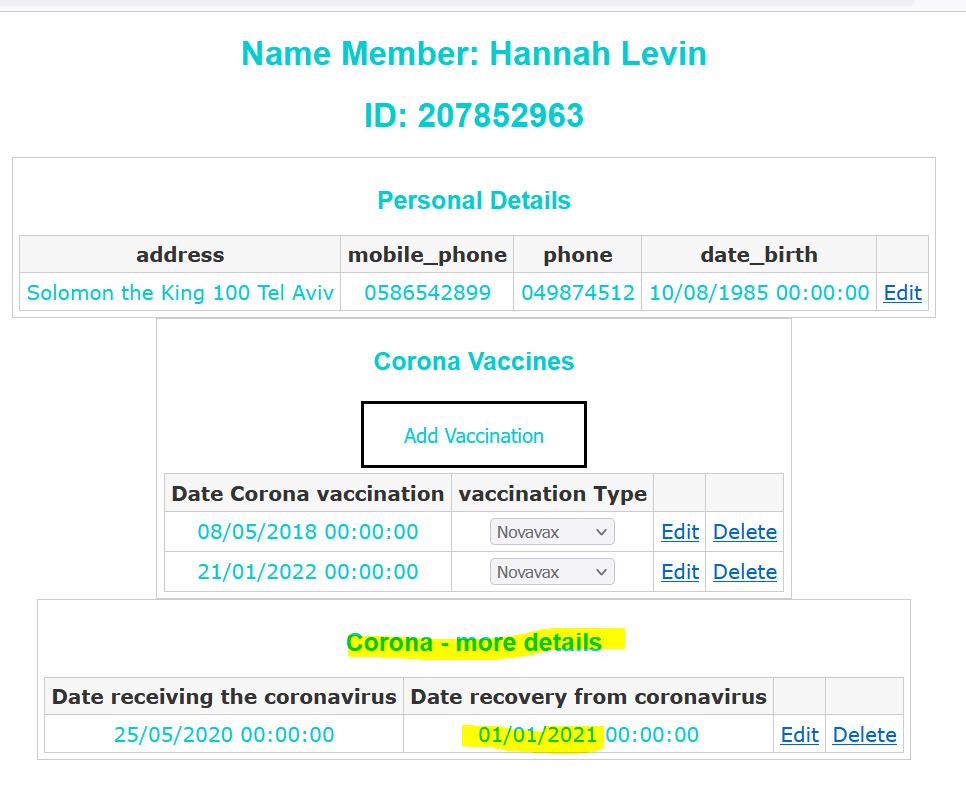 Name Member: Hannah Levin
ID: 207852963
Personal Details
address mobile_phone phone date_birth
Solomon the King 100 Tel Aviv 0586542899 049874512 10/08/1985 00:00:00 Edit
Corona Vaccines
Add Vaccination
Date Corona vaccination vaccination Type
08/05/2018 00:00:00 Novavax Edit Delete
21/01/2022 00:00:00 Novavax Edit Delete
Corona - more details
Date receiving the coronavirus Date recovery from coronavirus
25/05/2020 00:00:00 01/01/2021 00:00:00 Edit Delete